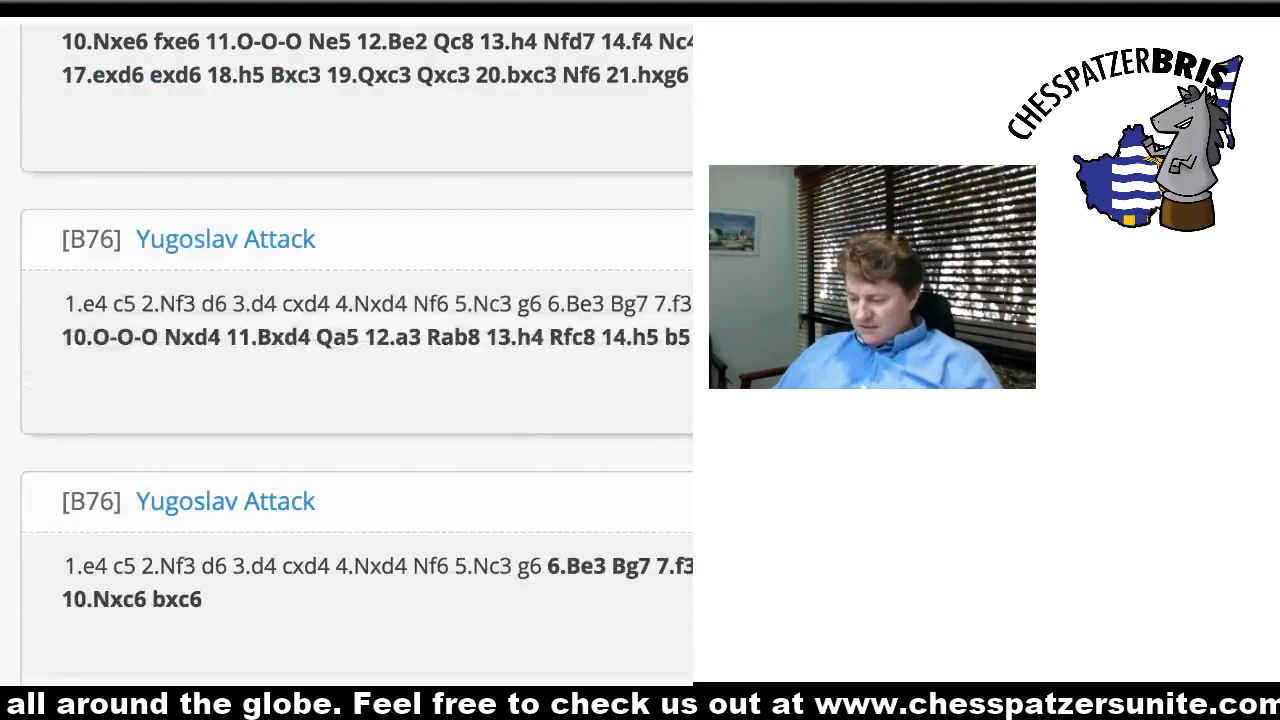 10.Nxe6 fxe6 11.O-O-O Ne5 12.Be2 Qc8 13.h4 Nfd7 14.f4 Nc4
17.exd6 exd6 18.h5 Bxc3 19.Qxc3 Qxc3 20.bxc3 Nf6 21.hxg6
CHESSPATZERBRIS
[B76] Yugoslav Attack
1.e4 c5 2.Nf3 d6 3.d4 cxd4 4.Nxd4 Nf6 5.Nc3 g6 6.Be3 Bg7 7.f3
10.O-O-O Nxd4 11.Bxd4 Qa5 12.a3 Rab8 13.h4 Rfc8 14.h5 b5
[B76] Yugoslav Attack
1.e4 c5 2.Nf3 d6 3.d4 cxd4 4.Nxd4 Nf6 5.Nc3 g6 6.Be3 Bg7 7.f3
10.Nxc6 bxc6
all around the globe. Feel free to check us out at www.chesspatzersunite.com